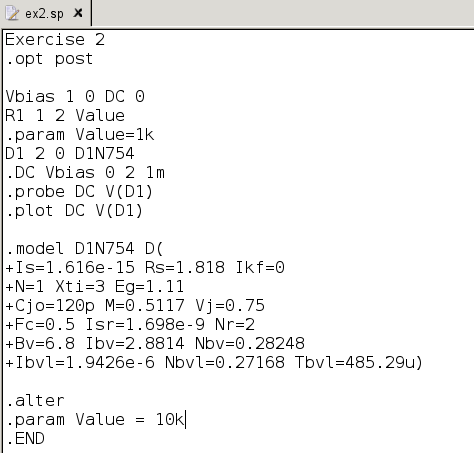 ex2.sp
Exercise 2
.opt post
Vbias 1 0 DC 0
R1 1 2 Value
.param Value=1k
D1 2 0 D1N754
.DC Vbias 0 2 1m
.probe DC V(D1)
.plot DC V(D1)
.model D1N754 D(
+Is=1.616e-15 Rs=1.818 Ikf=0
+N=1 Xti=3 Eg=1.11
+Cjo=120p M=0.5117 Vj=0.75
+Fc=0.5 Isr=1.698e-9 Nr=2
+Bv=6.8 Ibv=2.8814 Nbv=0.28248
+Ibvl=1.9426e-6 Nbvl=0.27168 Tbvl=485.29u)
.alter
.param Value = 10k
.END